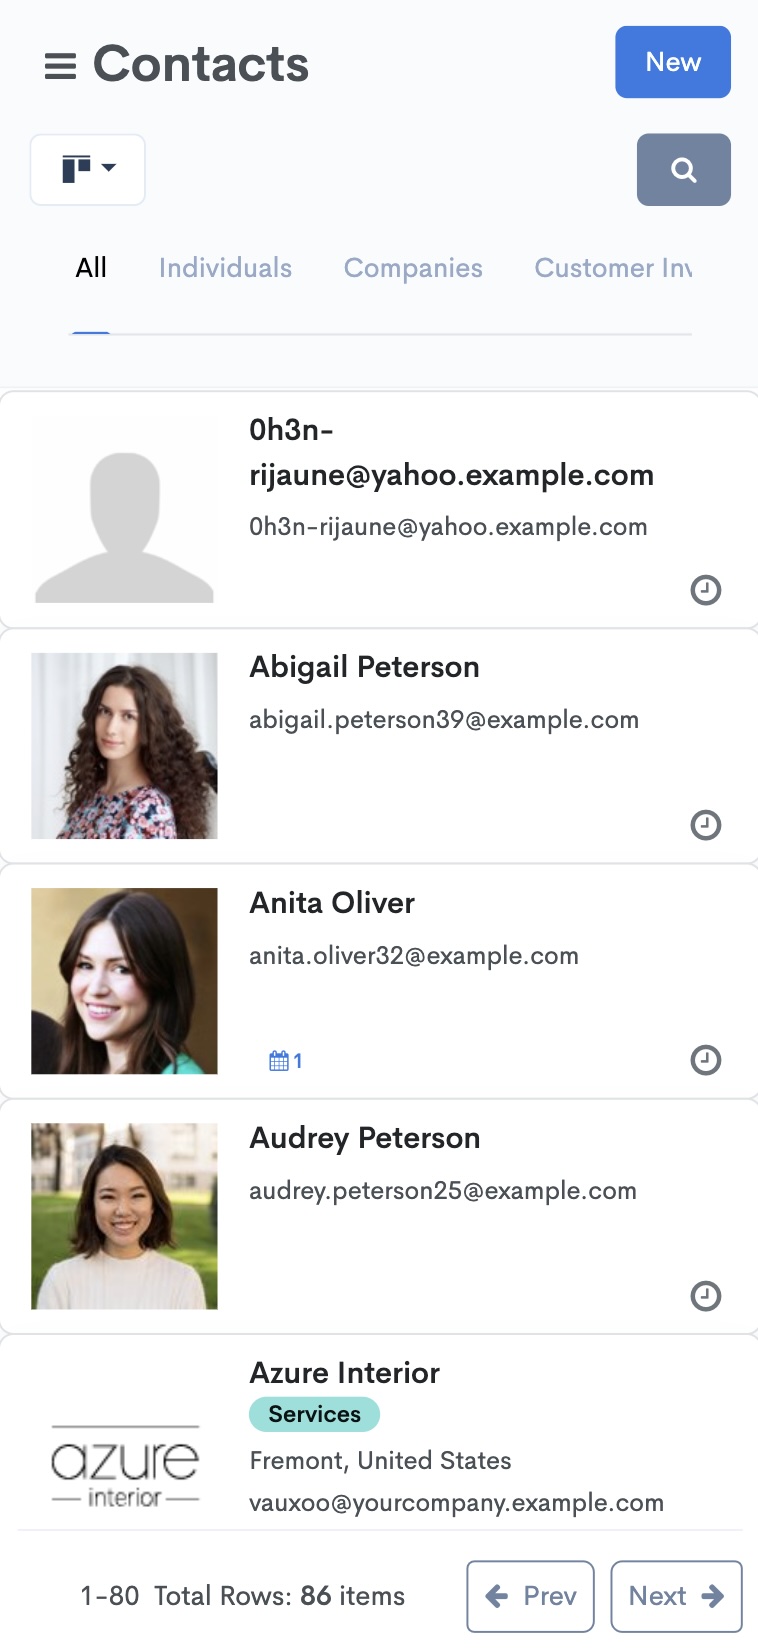 Contacts
New
All Individuals Companies Customer Inv
0h3n-
rijaune@yahoo.example.com
0h3n-rijaune@yahoo.example.com
Abigail Peterson
abigail.peterson39@example.com
Anita Oliver
anita.oliver32@example.com
1
Audrey Peterson
audrey.peterson25@example.com
Azure Interior
Services
azure
interior
Fremont, United States
vauxoo@yourcompany.example.com
1-80 Total Rows: 86 items
Prev
Next